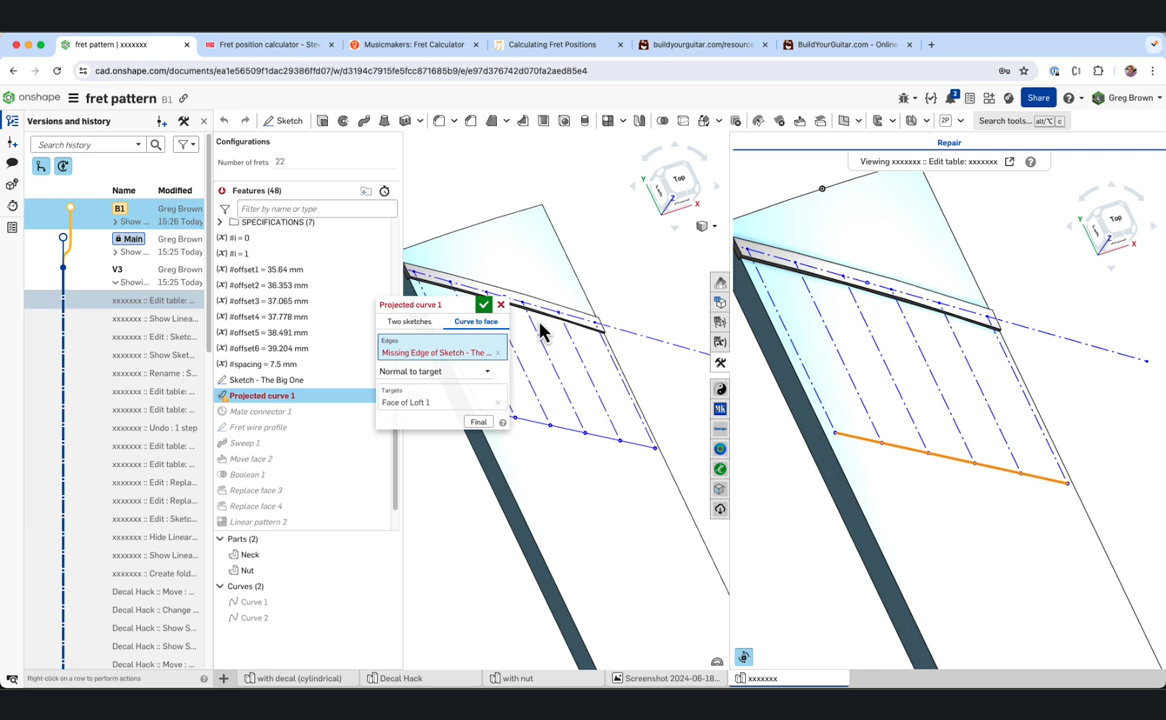 fret pattern | xxxxxxx
Fret position calculator - Stew
Musicmakers: Fret Calculator
Calculating Fret Positions
buildyourguitar.com/resource
BuildYourGuitar.com - Online
cad.onshape.com/documents/ea1e56509f1dac29386ffd07/w/d3194c7915fe5fcc871685b9/e/e97d376742d070fa2aed85e4
onshape
fret pattern B1
2
Share
Greg Brown
Versions and history
Sketch
2P
Search tools...
alt/⌥ c
Search history
Name
Modified
B1
Greg Brown
Show ...
15:26 Today
Main
Greg Brown
Show ...
15:25 Today
V3
Greg Brown
Showi...
15:25 Today
xxxxxxx :: Edit table:...
xxxxxxx :: Show Linea...
xxxxxxx :: Edit : Sketc...
xxxxxxx :: Show Sket...
xxxxxxx :: Rename : S...
xxxxxxx :: Edit table:...
xxxxxxx :: Edit table:...
xxxxxxx :: Undo : 1 step
xxxxxxx :: Edit table:...
xxxxxxx :: Edit table:...
xxxxxxx :: Edit : Repla...
xxxxxxx :: Edit : Repla...
xxxxxxx :: Edit : Sketc...
xxxxxxx :: Hide Linear...
xxxxxxx :: Show Linea...
xxxxxxx :: Create fold...
Decal Hack :: Move : ...
Decal Hack :: Change ...
Decal Hack :: Show S...
Decal Hack :: Show S...
Decal Hack :: Move : ...
Right-click on a row to perform actions
Configurations
Number of frets 22
Features (48)
Filter by name or type
SPECIFICATIONS (7)
(x) #i = 0
(x) #i = 1
(x) #offset1 = 35.64 mm
(x) #offset2 = 36.353 mm
(x) #offset3 = 37.065 mm
(x) #offset4 = 37.778 mm
(x) #offset5 = 38.491 mm
(x) #offset6 = 39.204 mm
(x) #spacing = 7.5 mm
Sketch - The Big One
Projected curve 1
Mate connector 1
Fret wire profile
Sweep 1
Move face 2
Boolean 1
Replace face 3
Replace face 4
Linear pattern 2
Parts (2)
Neck
Nut
Curves (2)
Curve 1
Curve 2
Projected curve 1
Two sketches
Curve to face
Edges
Missing Edge of Sketch - The ...
Normal to target
Targets
Face of Loft 1
Final
Top
Y
Z
X
Repair
Viewing xxxxxxx :: Edit table: xxxxxxx
Top
Y
Z
X
MK
with decal (cylindrical)
Decal Hack
with nut
Screenshot 2024-06-18...
xxxxxxx